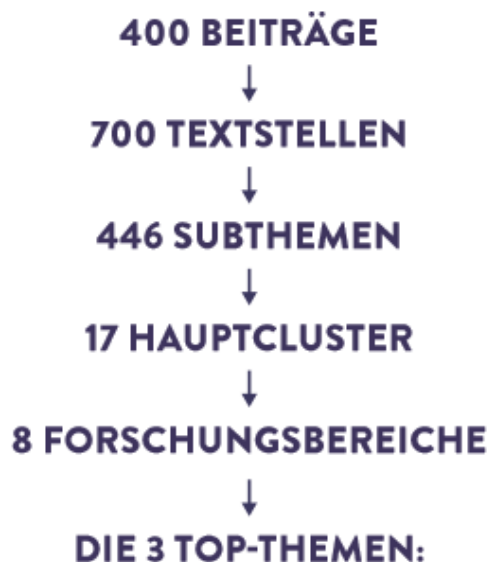 400 BEITRÄGE
700 TEXTSTELLEN
446 SUBTHEMEN
17 HAUPTCLUSTER
8 FORSCHUNGSBEREICHE
DIE 3 TOP-THEMEN: